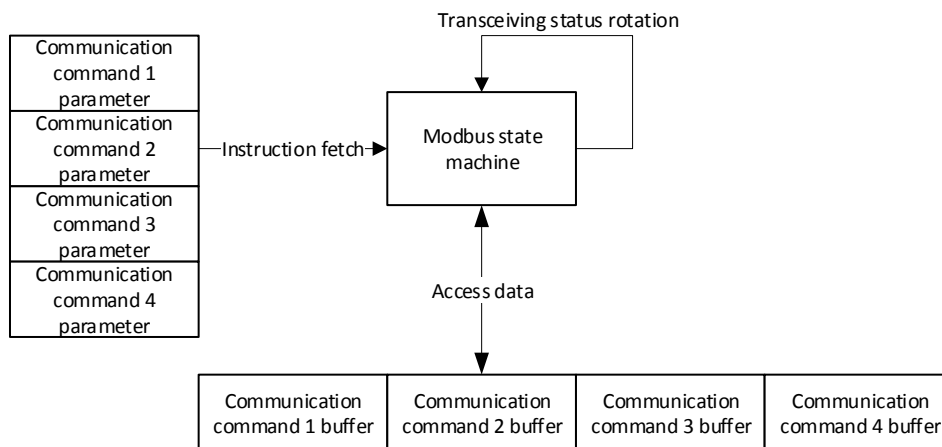 Transceiving status rotation
Communication
command 1
parameter
Communication
command 2
parameter
Communication
command 3
parameter
Communication
command 4
parameter
Instruction fetch
Modbus state
machine
Access data
Communication
command 1 buffer
Communication
command 2 buffer
Communication
command 3 buffer
Communication
command 4 buffer